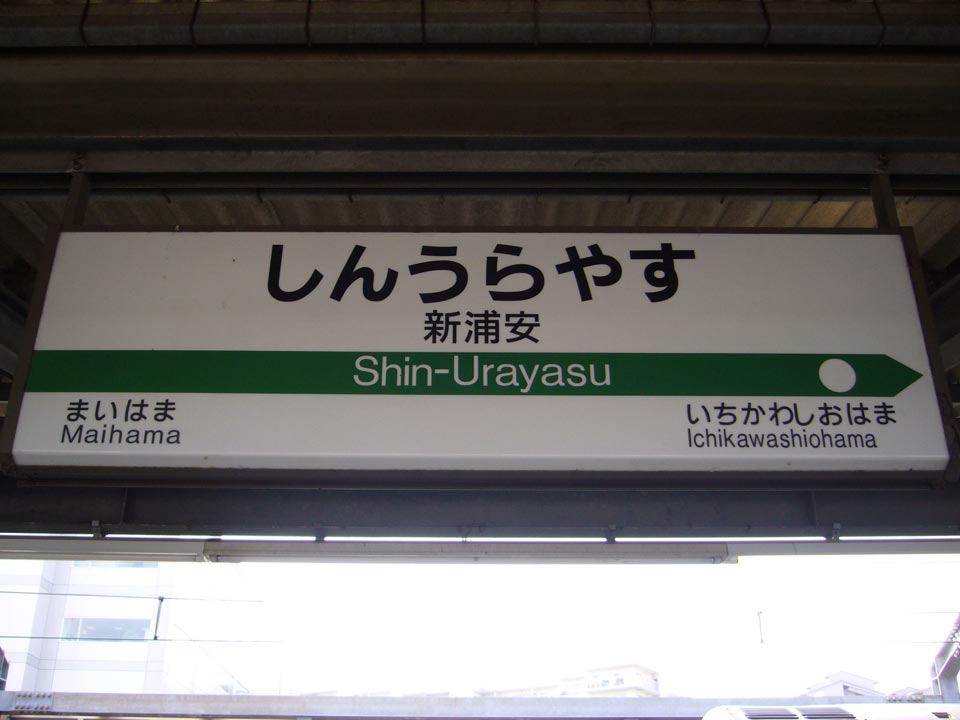 しんうらやす
新浦安
Shin-Urayasu
まいはま
Maihama
いちかわしおはま
Ichikawashiohama